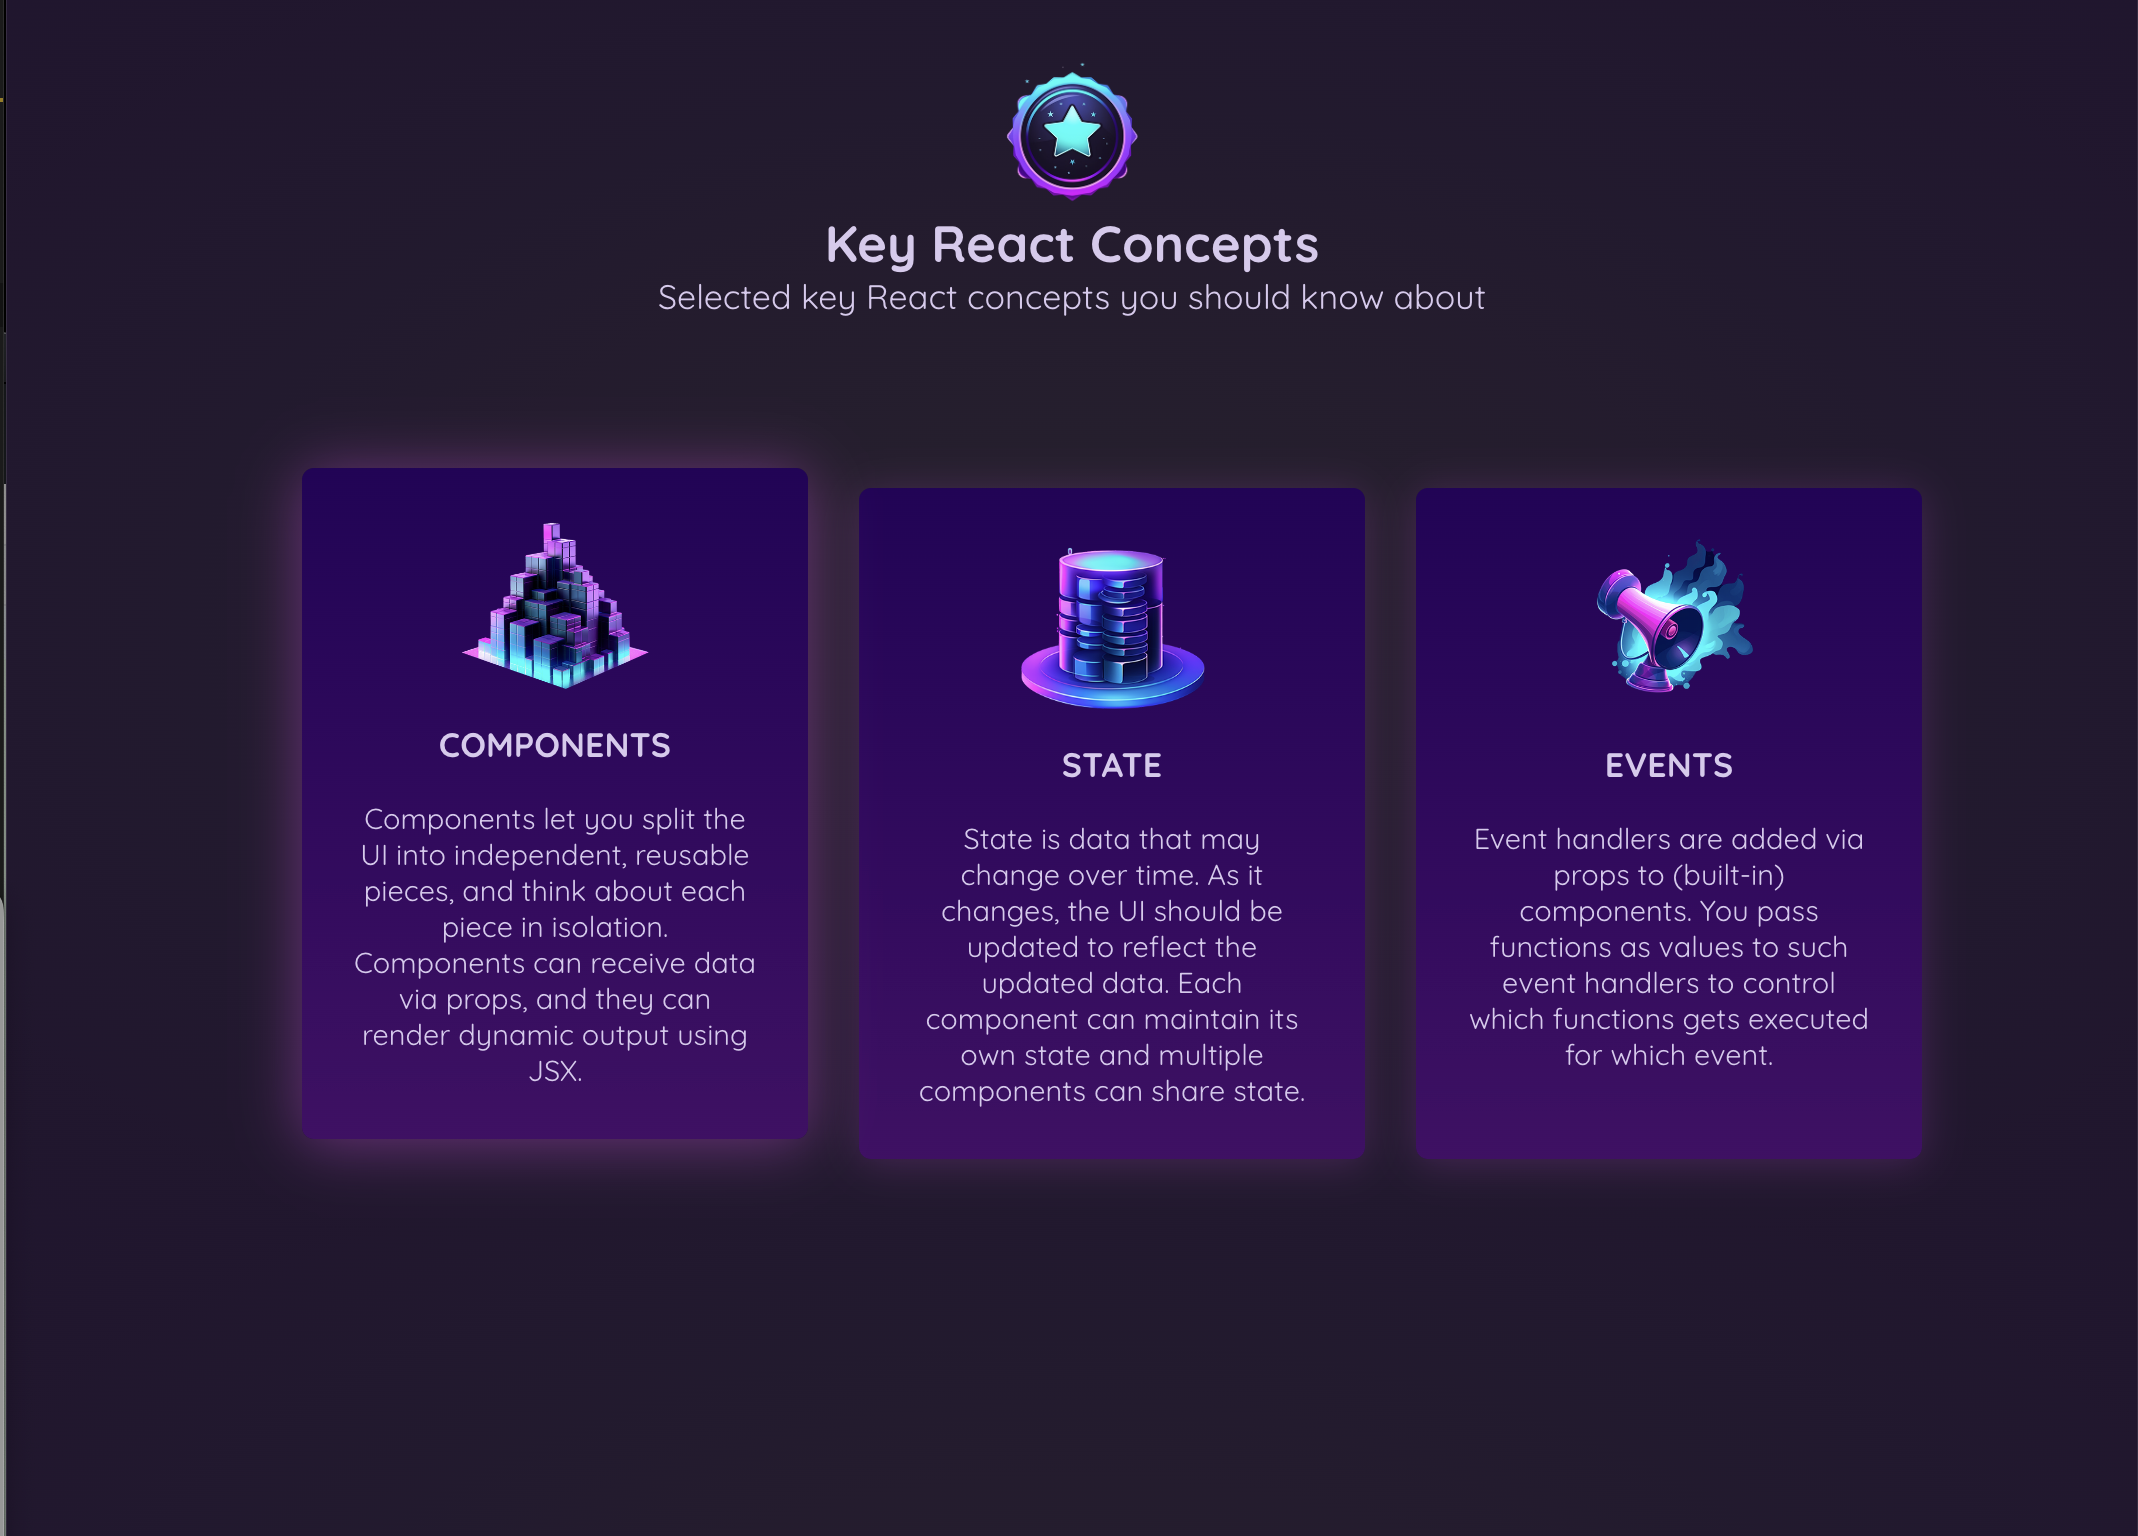 Key React Concepts
Selected key React concepts you should know about
COMPONENTS
Components let you split the
UI into independent, reusable
pieces, and think about each
piece in isolation.
Components can receive data
via props, and they can
render dynamic output using
JSX.
STATE
State is data that may
change over time. As it
changes, the UI should be
updated to reflect the
updated data. Each
component can maintain its
own state and multiple
components can share state.
EVENTS
Event handlers are added via
props to (built-in)
components. You pass
functions as values to such
event handlers to control
which functions gets executed
for which event.